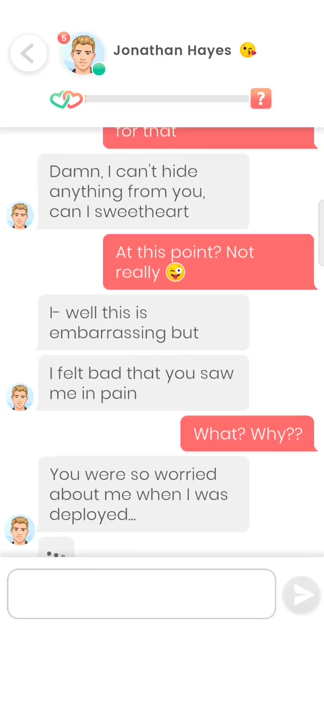 5
Jonathan Hayes 😘
?
for that
Damn, I can't hide
anything from you,
can I sweetheart
At this point? Not
really 😜
I- well this is
embarrassing but
I felt bad that you saw
me in pain
What? Why??
You were so worried
about me when I was
deployed...